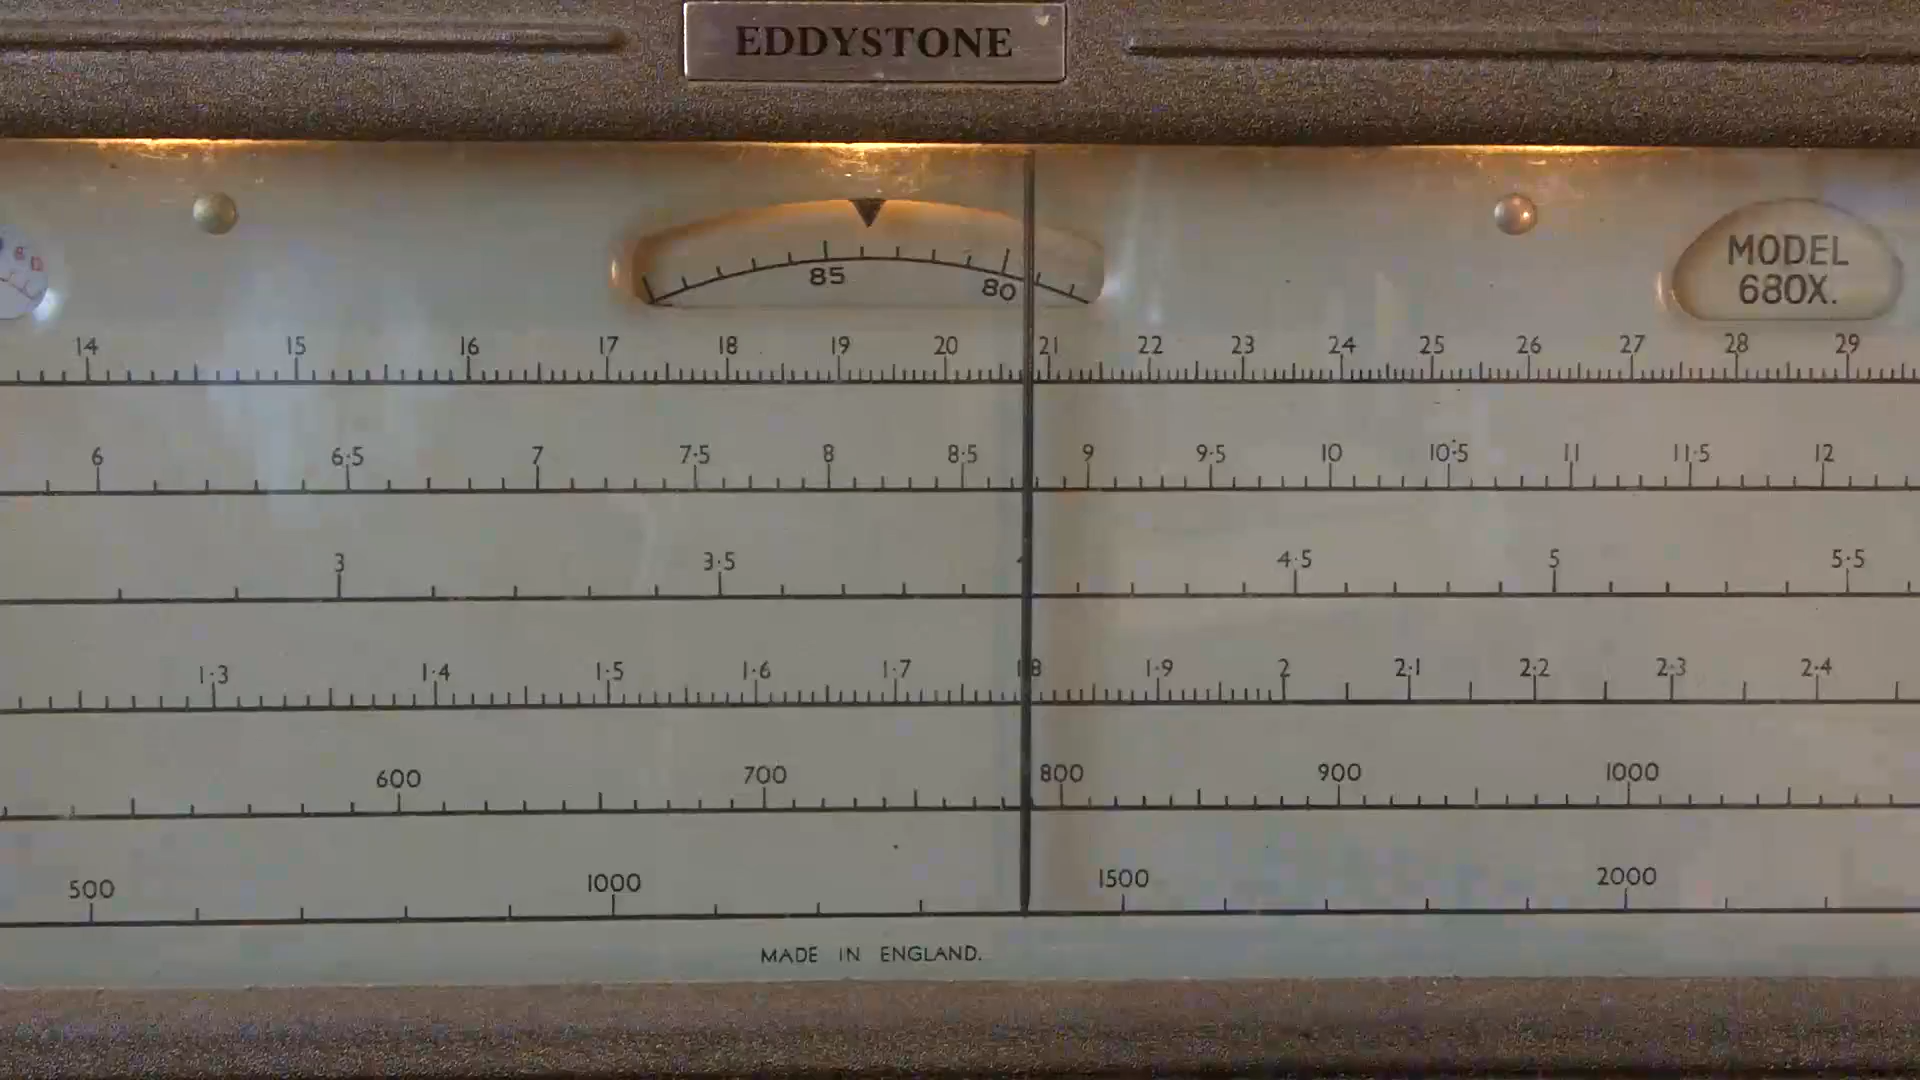 EDDYSTONE
MODEL
680X.
85 80
14 15 16 17 18 19 20 21 22 23 24 25 26 27 28 29
6 6·5 7 7·5 8 8·5 9 9·5 10 10·5 11 11·5 12
3 3·5 4·5 5 5·5
1·3 1·4 1·5 1·6 1·7 1·8 1·9 2 2·1 2·2 2·3 2·4
600 700 800 900 1000
500 1000 1500 2000
MADE IN ENGLAND.